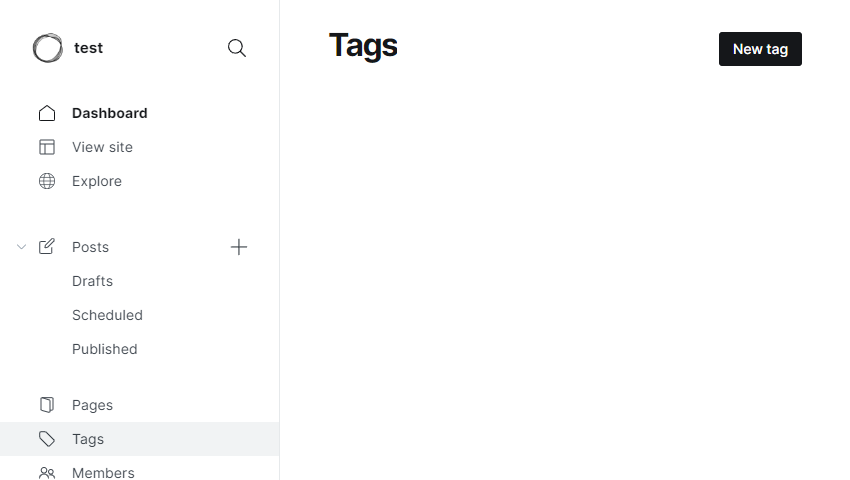 test
Dashboard
View site
Explore
Posts
Drafts
Scheduled
Published
Pages
Tags
Members
Tags
New tag